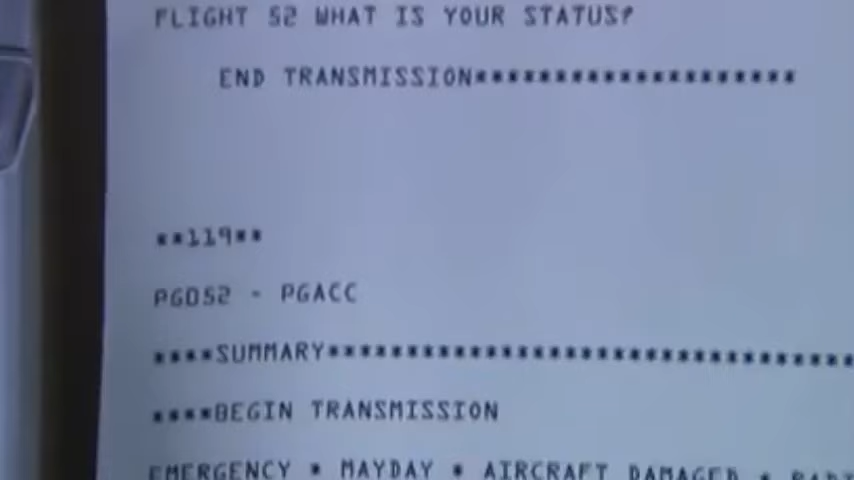 FLIGHT 52 WHAT IS YOUR STATUS?
END TRANSMISSION********************
**119**
PGD52 - PGACC
****SUMMARY*********************************
****BEGIN TRANSMISSION
EMERGENCY * MAYDAY * AIRCRAFT DAMAGED *